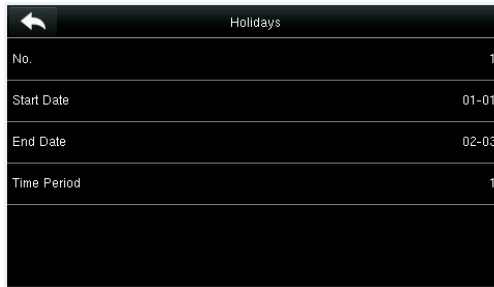 Holidays
No. 1
Start Date 01-01
End Date 02-03
Time Period 1